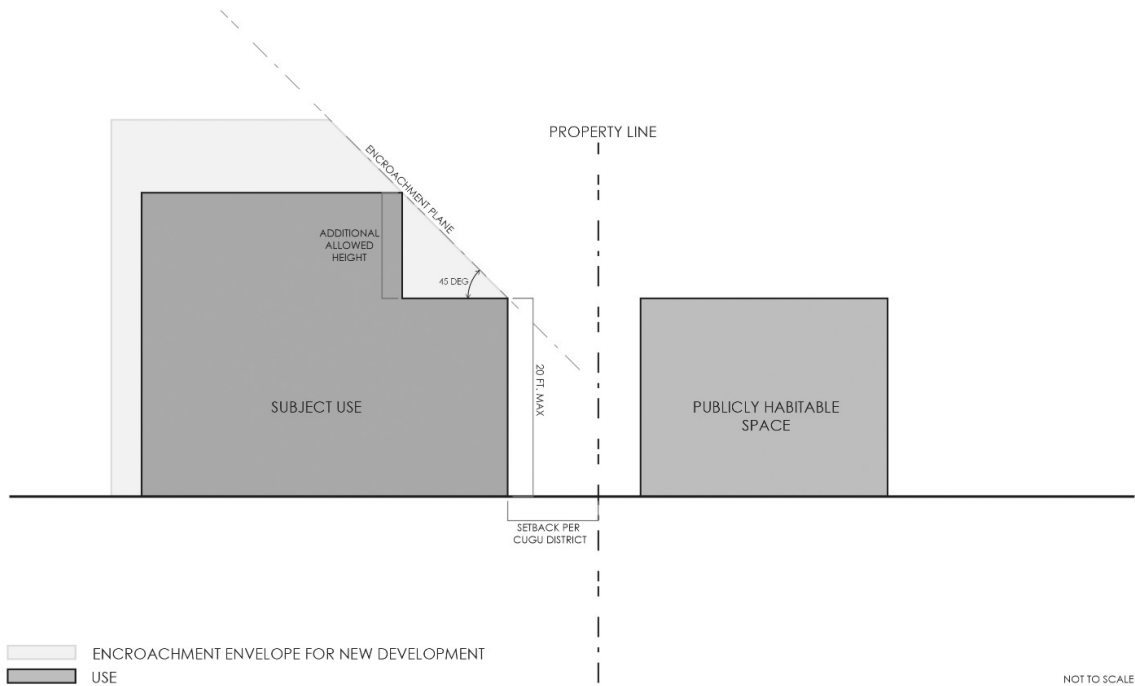 PROPERTY LINE
ENCROACHMENT PLANE
ADDITIONAL
ALLOWED
HEIGHT
45 DEG
20 FT. MAX
SUBJECT USE
PUBLICLY HABITABLE
SPACE
SETBACK PER
CUGU DISTRICT
ENCROACHMENT ENVELOPE FOR NEW DEVELOPMENT
USE
NOT TO SCALE